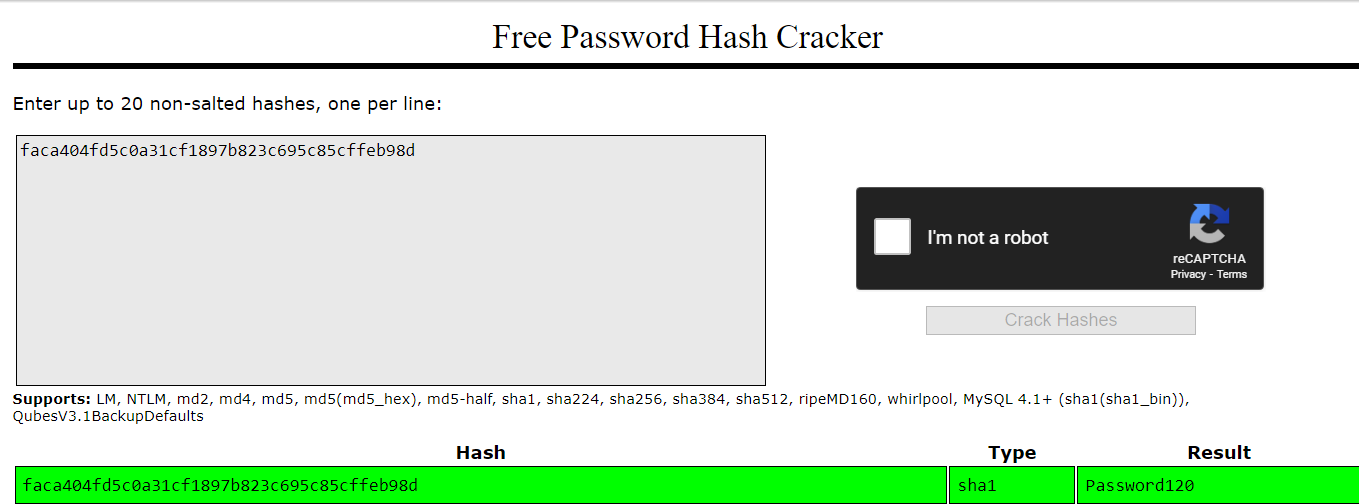 Free Password Hash Cracker
Enter up to 20 non-salted hashes, one per line:
faca404fd5c0a31cf1897b823c695c85cffeb98d
I'm not a robot
reCAPTCHA
Privacy - Terms
Crack Hashes
Supports: LM, NTLM, md2, md4, md5, md5(md5_hex), md5-half, sha1, sha224, sha256, sha384, sha512, ripeMD160, whirlpool, MySQL 4.1+ (sha1(sha1_bin)),
QubesV3.1BackupDefaults
Hash Type Result
faca404fd5c0a31cf1897b823c695c85cffeb98d sha1 Password120